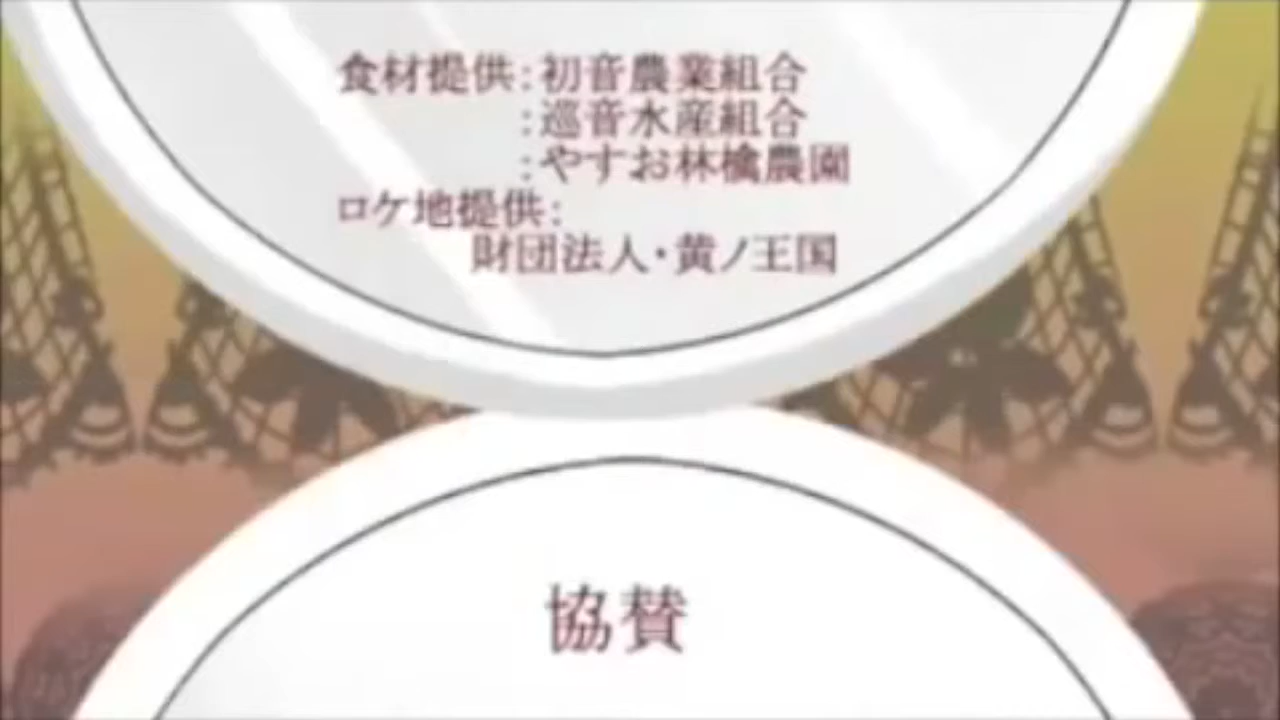 食材提供:初音農業組合
:巡音水産組合
:やすお林檎農園
ロケ地提供:
財団法人・黄ノ王国
協賛